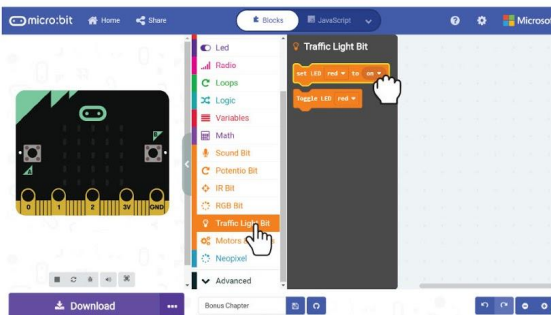 micro:bit Home Share Blocks JavaScript Microsoft
Led
Radio
Loops
Logic
Variables
Math
Sound Bit
Potentio Bit
IR Bit
RGB Bit
Traffic Light Bit
Motors &
Neopixel
Advanced
Traffic Light Bit
set LED red to on
Toggle LED red
0 1 2 3V GND
Download
Bonus Chapter